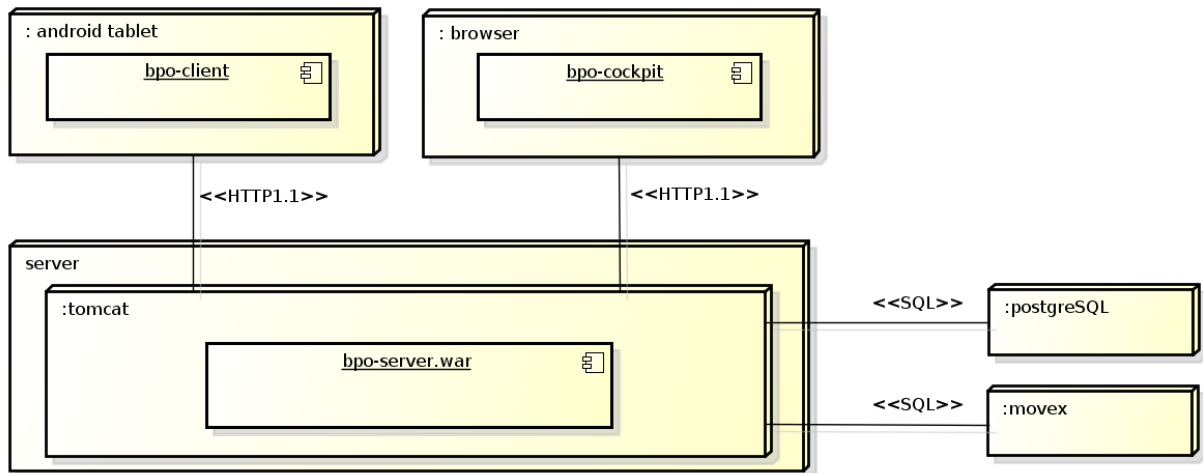 : android tablet
bpo-client
: browser
bpo-cockpit
<<HTTP1.1>>
<<HTTP1.1>>
server
:tomcat
bpo-server.war
<<SQL>>
:postgreSQL
<<SQL>>
:movex